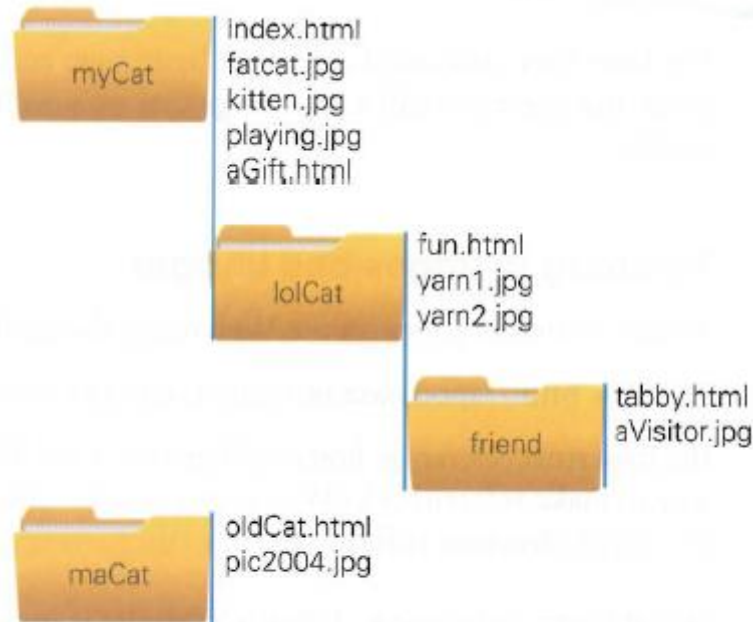 myCat
index.html
fatcat.jpg
kitten.jpg
playing.jpg
aGift.html
lolCat
fun.html
yarn1.jpg
yarn2.jpg
friend
tabby.html
aVisitor.jpg
maCat
oldCat.html
pic2004.jpg